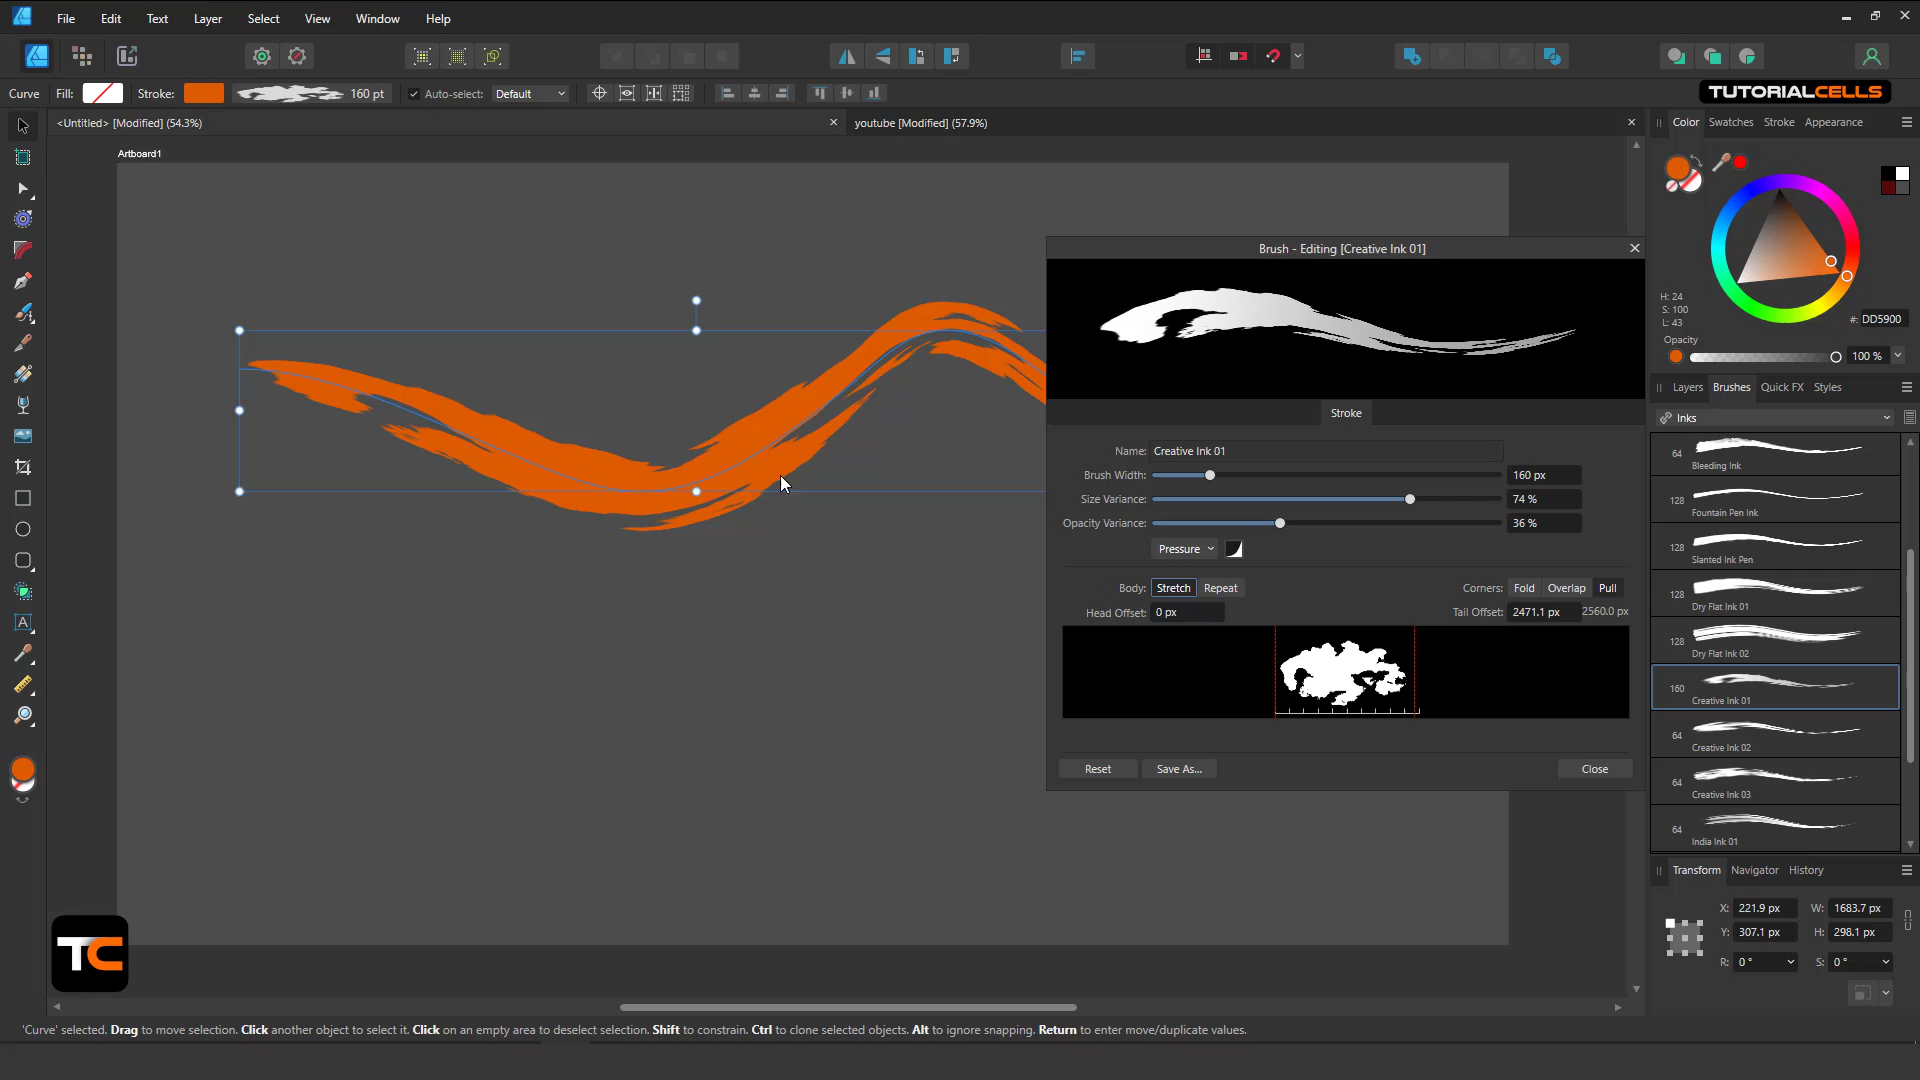 File Edit Text Layer Select View Window Help
Curve Fill: Stroke: 160 pt Auto-select: Default
TUTORIALCELLS
<Untitled> [Modified] (54.3%)
youtube [Modified] (57.9%)
Color Swatches Stroke Appearance
Artboard1
H: 24
S: 100
L: 43
#: DD5900
Opacity
100 %
Layers Brushes Quick FX Styles
Inks
64 Bleeding Ink
128 Fountain Pen Ink
128 Slanted Ink Pen
128 Dry Flat Ink 01
128 Dry Flat Ink 02
160 Creative Ink 01
64 Creative Ink 02
64 Creative Ink 03
64 India Ink 01
Brush - Editing [Creative Ink 01]
Stroke
Name: Creative Ink 01
Brush Width: 160 px
Size Variance: 74 %
Opacity Variance: 36 %
Pressure
Body: Stretch Repeat Corners: Fold Overlap Pull
Head Offset: 0 px Tail Offset: 2471.1 px 2560.0 px
Reset Save As... Close
Transform Navigator History
X: 221.9 px W: 1683.7 px
Y: 307.1 px H: 298.1 px
R: 0 ° S: 0 °
A
TC
'Curve' selected. Drag to move selection. Click another object to select it. Click on an empty area to deselect selection. Shift to constrain. Ctrl to clone selected objects. Alt to ignore snapping. Return to enter move/duplicate values.